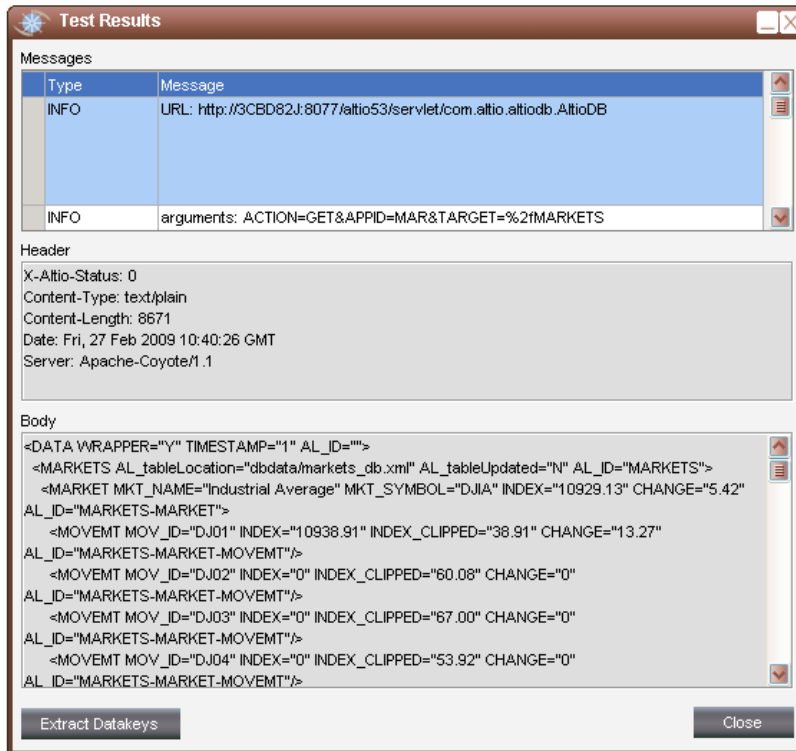 Test Results
Messages
Type Message
INFO URL: http://3CBD82J:8077/altio53/servlet/com.altio.altiodb.AltioDB
INFO arguments: ACTION=GET&APPID=MAR&TARGET=%2fMARKETS
Header
X-Altio-Status: 0
Content-Type: text/plain
Content-Length: 8671
Date: Fri, 27 Feb 2009 10:40:26 GMT
Server: Apache-Coyote/1.1
Body
<DATA WRAPPER="Y" TIMESTAMP="1" AL_ID="">
<MARKETS AL_tableLocation="dbdata/markets_db.xml" AL_tableUpdated="N" AL_ID="MARKETS">
<MARKET MKT_NAME="Industrial Average" MKT_SYMBOL="DJIA" INDEX="10929.13" CHANGE="5.42"
AL_ID="MARKETS-MARKET">
<MOVEMT MOV_ID="DJ01" INDEX="10938.91" INDEX_CLIPPED="38.91" CHANGE="13.27"
AL_ID="MARKETS-MARKET-MOVEMT"/>
<MOVEMT MOV_ID="DJ02" INDEX="0" INDEX_CLIPPED="60.08" CHANGE="0"
AL_ID="MARKETS-MARKET-MOVEMT"/>
<MOVEMT MOV_ID="DJ03" INDEX="0" INDEX_CLIPPED="67.00" CHANGE="0"
AL_ID="MARKETS-MARKET-MOVEMT"/>
<MOVEMT MOV_ID="DJ04" INDEX="0" INDEX_CLIPPED="53.92" CHANGE="0"
AL_ID="MARKETS-MARKET-MOVEMT"/>
Extract Datakeys Close